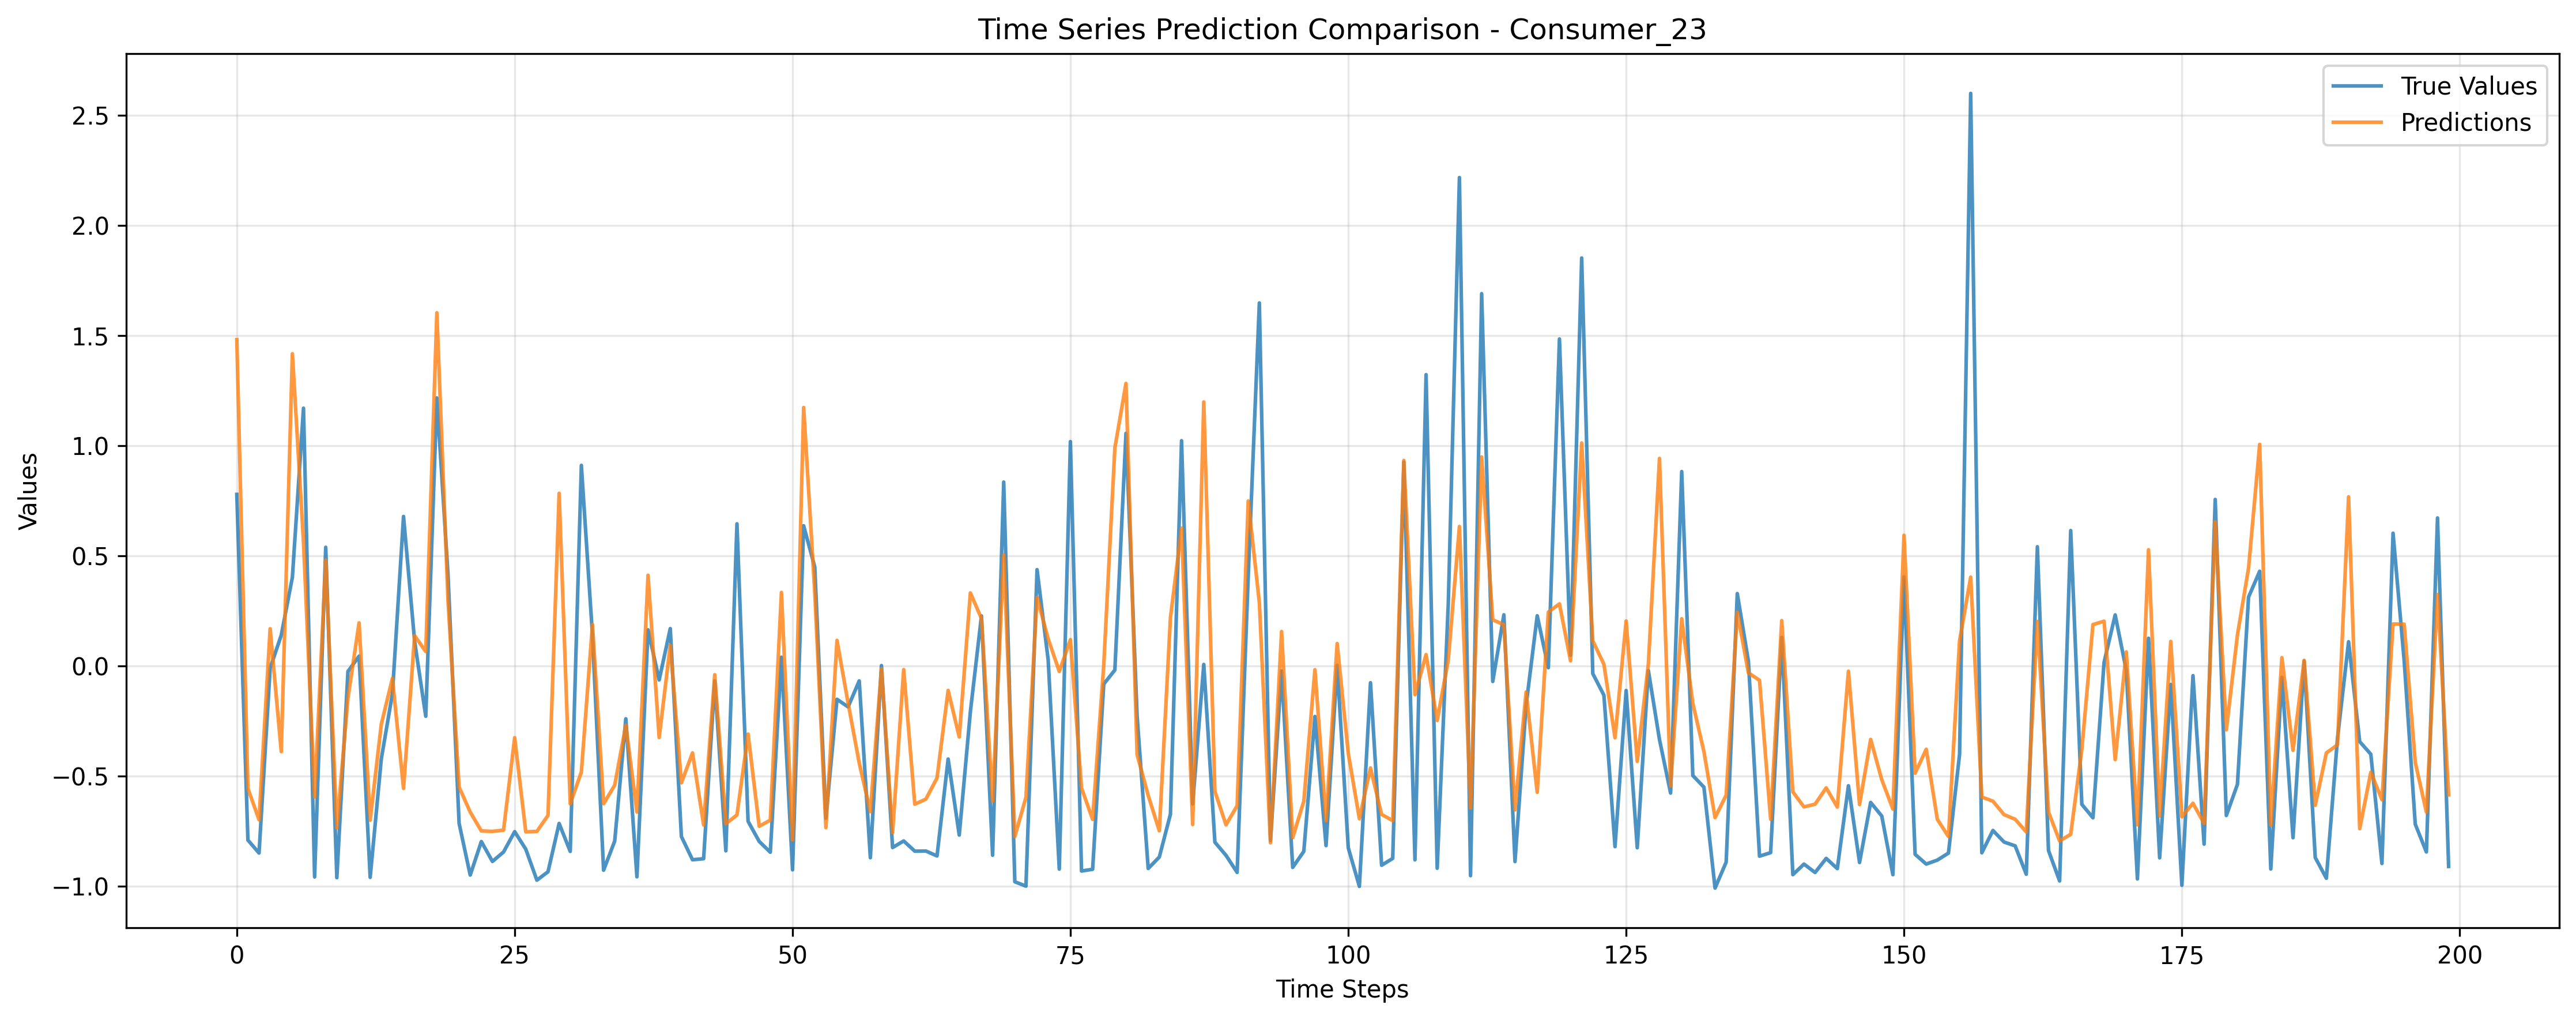 Time Series Prediction Comparison - Consumer_23
True Values
Predictions
Values
2.5
2.0
1.5
1.0
0.5
0.0
−0.5
−1.0
0 25 50 75 100 125 150 175 200
Time Steps